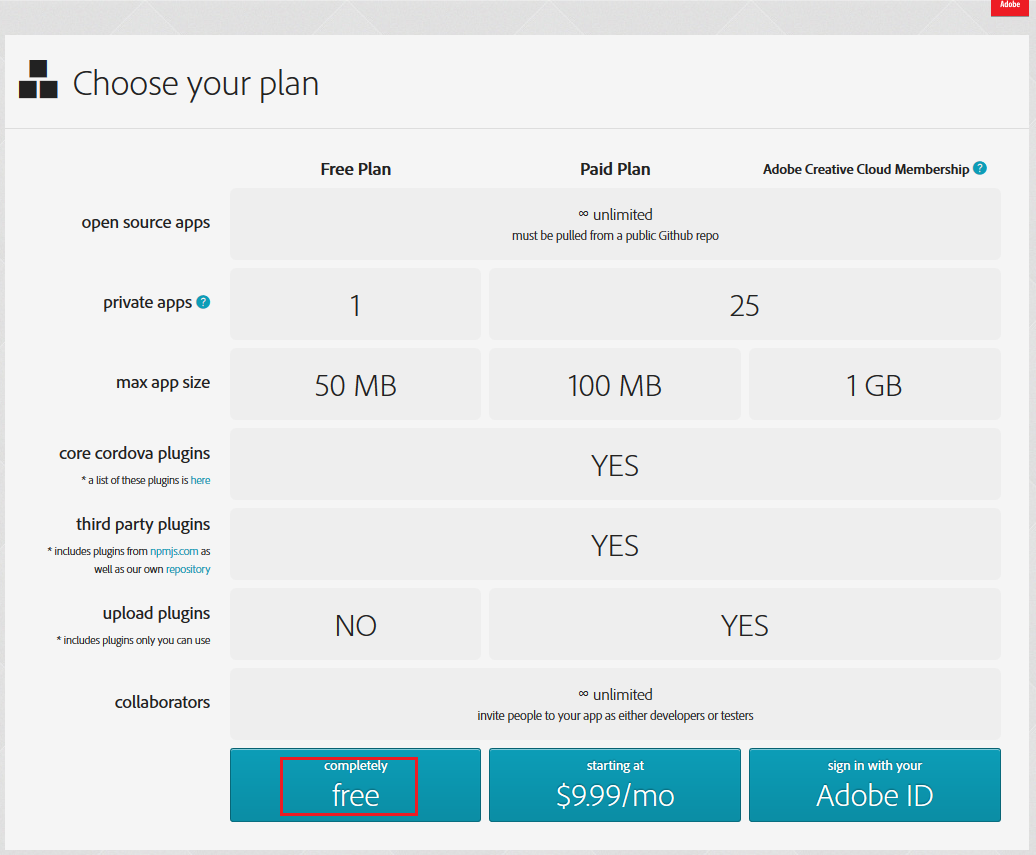 Adobe
Choose your plan
Free Plan
Paid Plan
Adobe Creative Cloud Membership ?
open source apps
∞ unlimited
must be pulled from a public Github repo
private apps ?
1
25
max app size
50 MB
100 MB
1 GB
core cordova plugins
* a list of these plugins is here
YES
third party plugins
* includes plugins from npmjs.com as
well as our own repository
YES
upload plugins
* includes plugins only you can use
NO
YES
collaborators
∞ unlimited
invite people to your app as either developers or testers
completely
free
starting at
$9.99/mo
sign in with your
Adobe ID